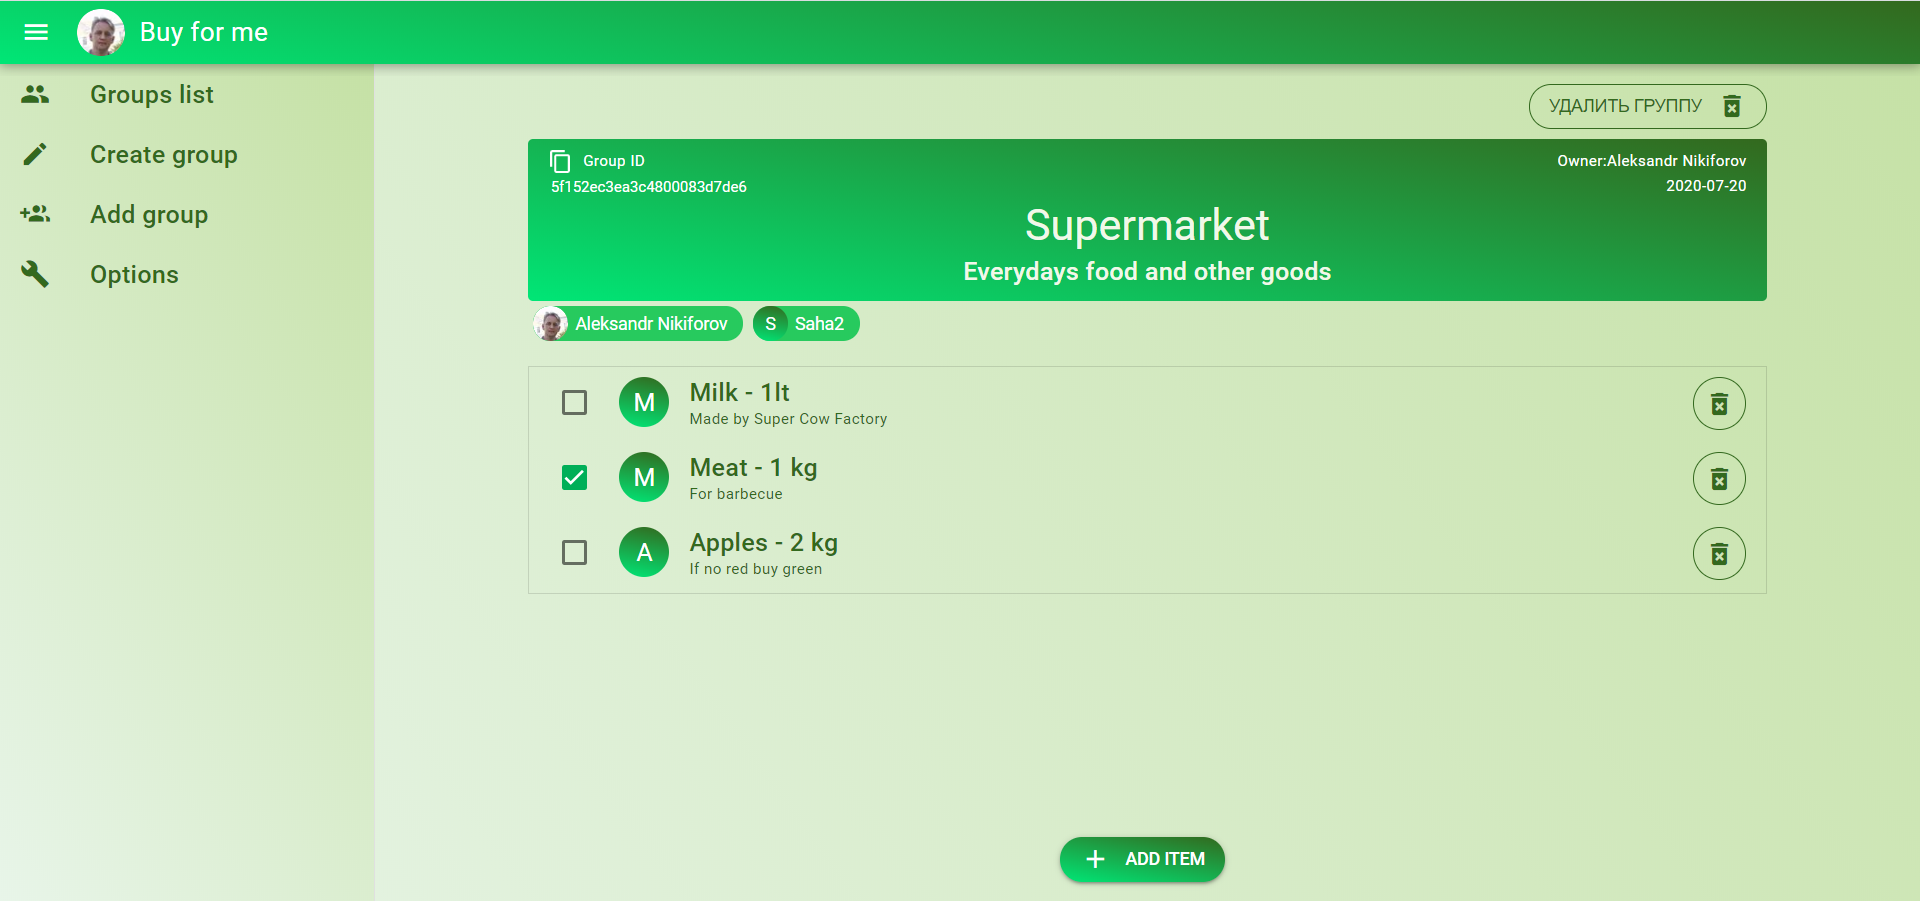 Buy for me
Groups list
Create group
Add group
Options
УДАЛИТЬ ГРУППУ
Group ID
5f152ec3ea3c4800083d7de6
Owner:Aleksandr Nikiforov
2020-07-20
Supermarket
Everydays food and other goods
Aleksandr Nikiforov
S Saha2
M Milk - 1lt
Made by Super Cow Factory
M Meat - 1 kg
For barbecue
A Apples - 2 kg
If no red buy green
ADD ITEM